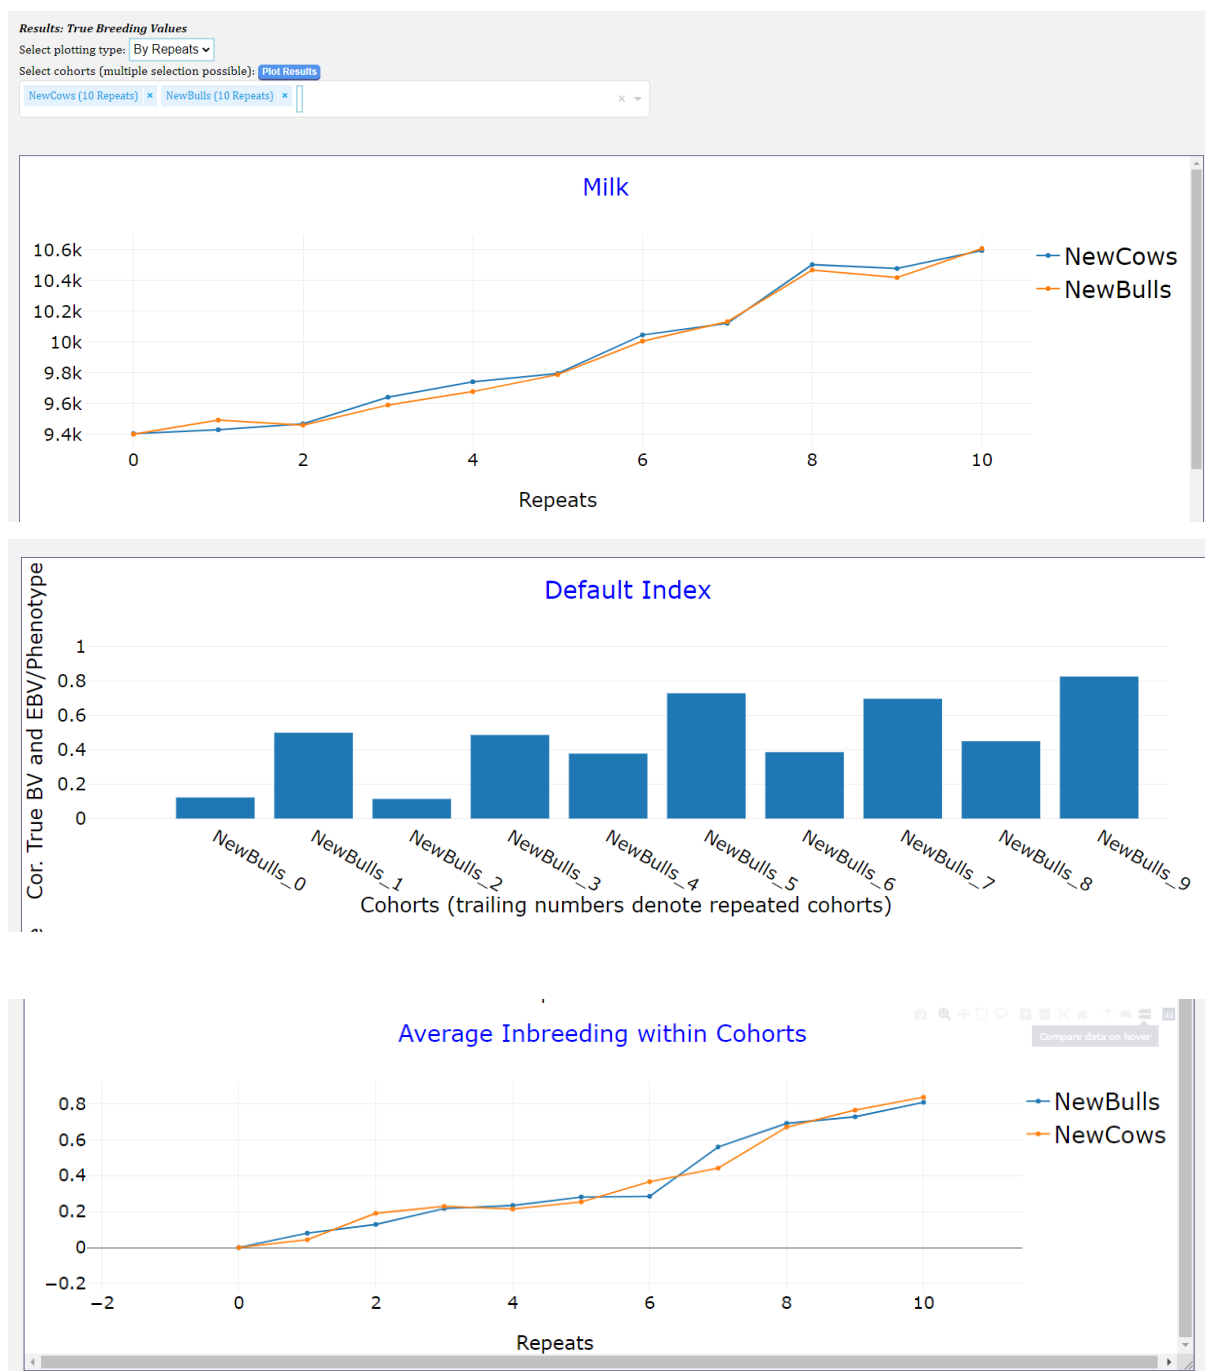 Results: True Breeding Values
Select plotting type: By Repeats
Select cohorts (multiple selection possible): Plot Results
NewCows (10 Repeats) × NewBulls (10 Repeats) ×
Milk
10.6k
10.4k
10.2k
10k
9.8k
9.6k
9.4k
0 2 4 6 8 10
Repeats
NewCows
NewBulls
Default Index
Cor. True BV and EBV/Phenotype
1
0.8
0.6
0.4
0.2
0
NewBulls_0 NewBulls_1 NewBulls_2 NewBulls_3 NewBulls_4 NewBulls_5 NewBulls_6 NewBulls_7 NewBulls_8 NewBulls_9
Cohorts (trailing numbers denote repeated cohorts)
Average Inbreeding within Cohorts
Compare data on hover
0.8
0.6
0.4
0.2
0
−0.2
−2 0 2 4 6 8 10
Repeats
NewBulls
NewCows